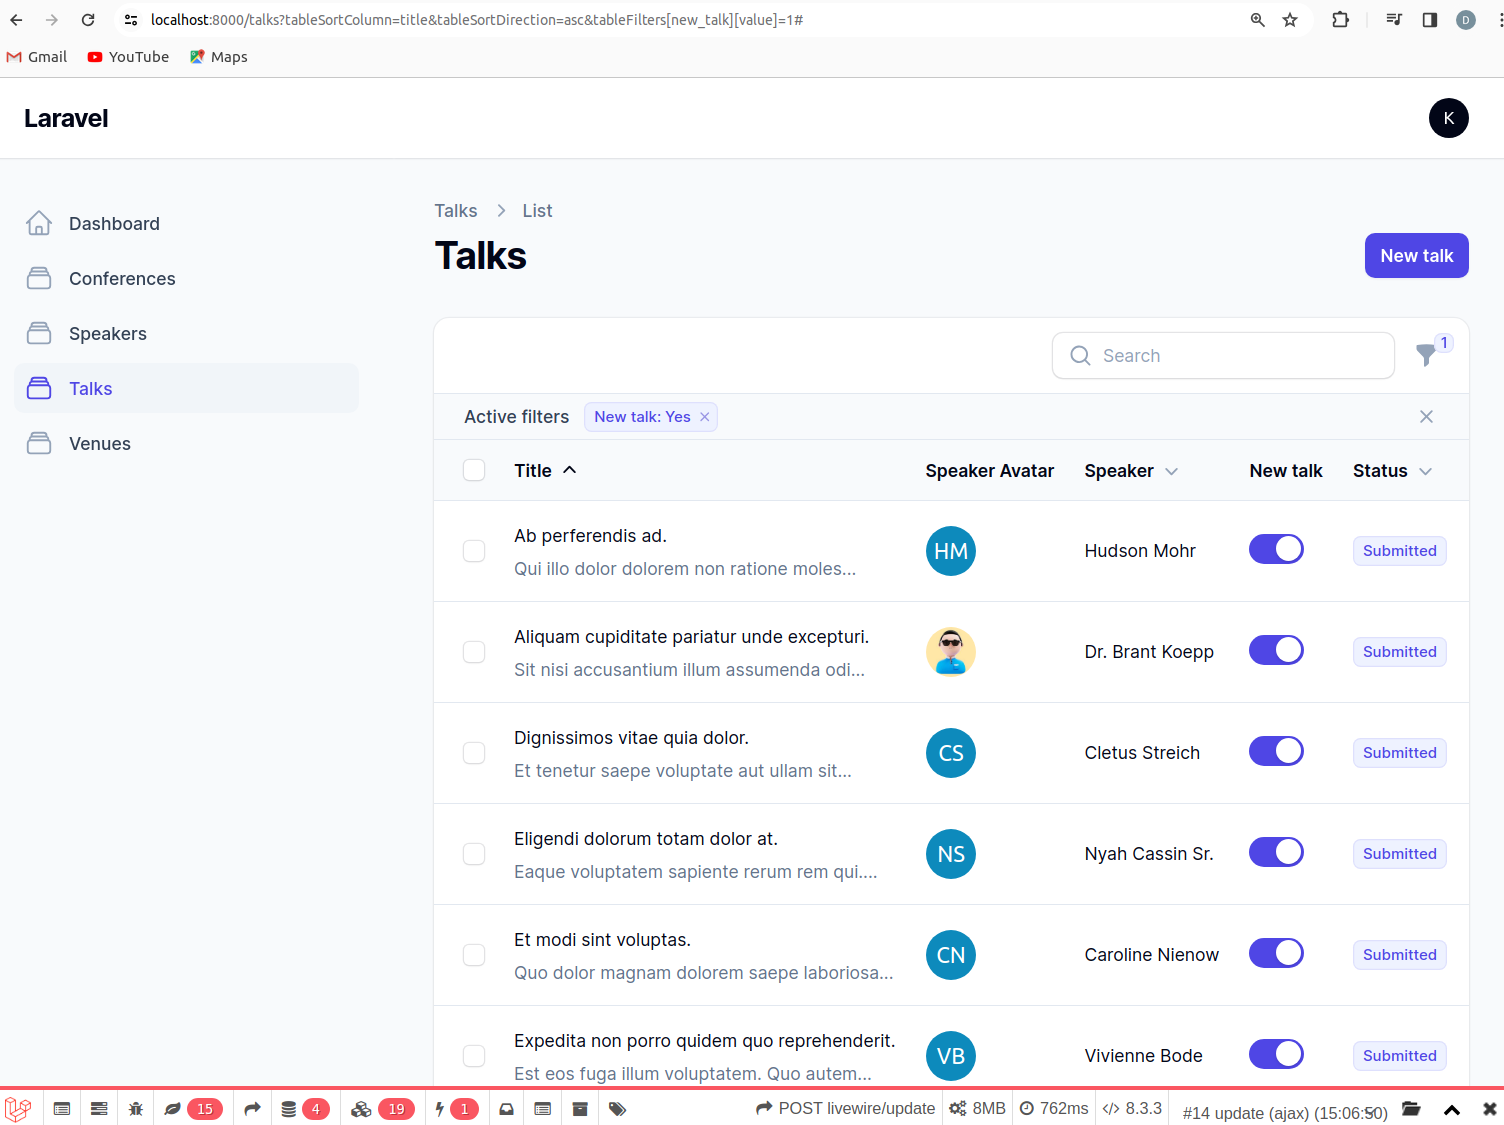 localhost:8000/talks?tableSortColumn=title&tableSortDirection=asc&tableFilters[new_talk][value]=1#
D
Gmail YouTube Maps
Laravel
K
Dashboard
Conferences
Speakers
Talks
Venues
Talks List
Talks
New talk
Search
1
Active filters New talk: Yes
Title Speaker Avatar Speaker New talk Status
Ab perferendis ad.
Qui illo dolor dolorem non ratione moles...
HM Hudson Mohr Submitted
Aliquam cupiditate pariatur unde excepturi.
Sit nisi accusantium illum assumenda odi...
Dr. Brant Koepp Submitted
Dignissimos vitae quia dolor.
Et tenetur saepe voluptate aut ullam sit...
CS Cletus Streich Submitted
Eligendi dolorum totam dolor at.
Eaque voluptatem sapiente rerum rem qui....
NS Nyah Cassin Sr. Submitted
Et modi sint voluptas.
Quo dolor magnam dolorem saepe laboriosa...
CN Caroline Nienow Submitted
Expedita non porro quidem quo reprehenderit.
Est eos fuga illum voluptatem. Quo autem...
VB Vivienne Bode Submitted
15 4 19 1 POST livewire/update 8MB 762ms 8.3.3 #14 update (ajax) (15:06:50)